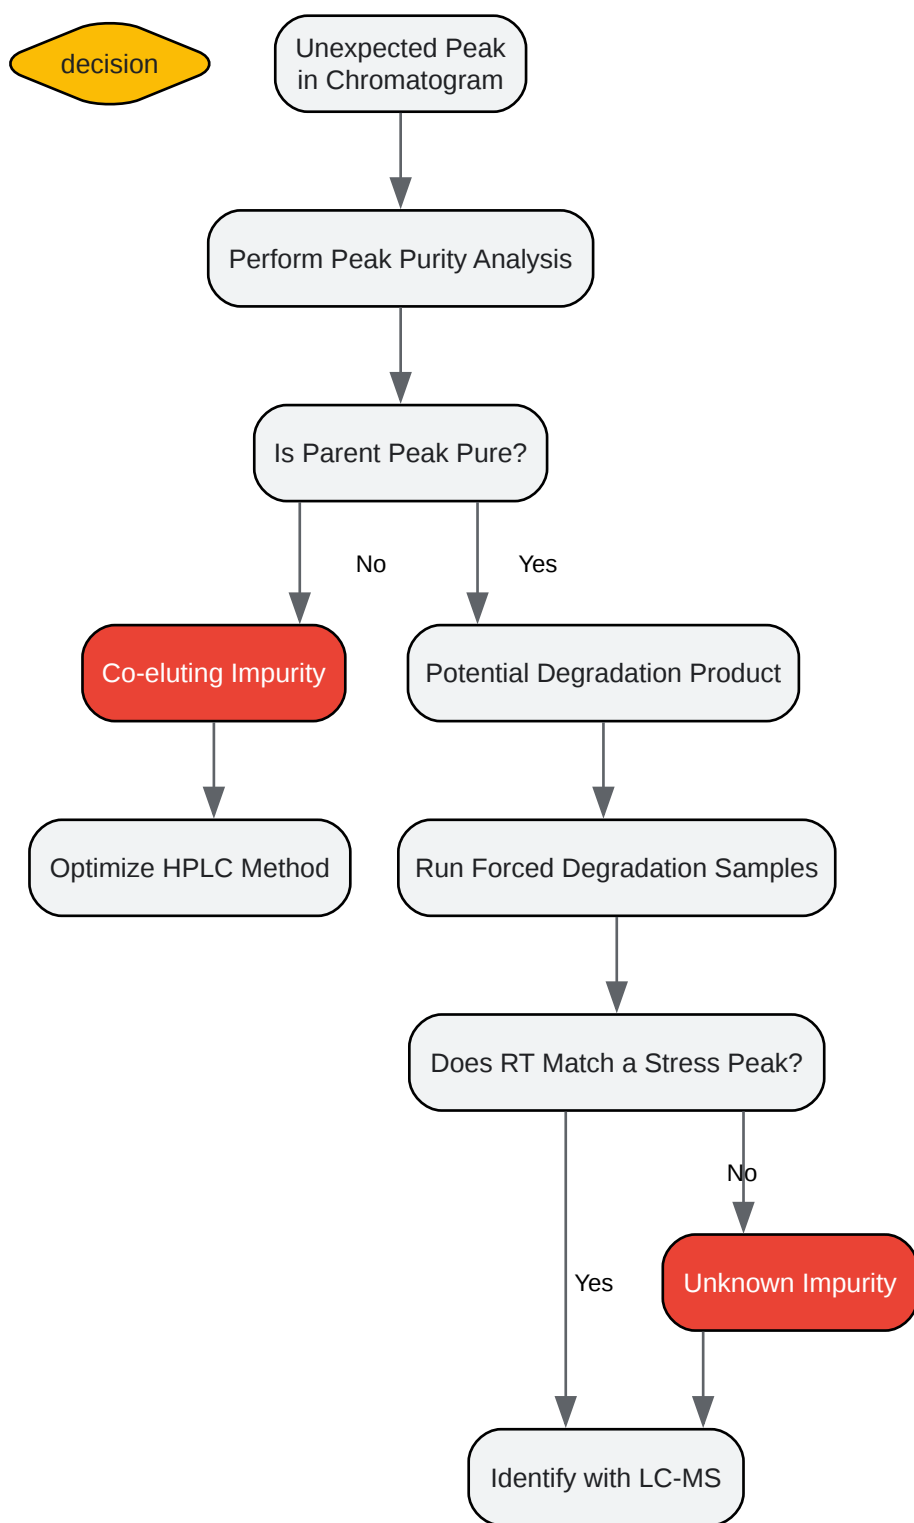 decision
Unexpected Peak
in Chromatogram
Perform Peak Purity Analysis
Is Parent Peak Pure?
No
Yes
Co-eluting Impurity
Potential Degradation Product
Optimize HPLC Method
Run Forced Degradation Samples
Does RT Match a Stress Peak?
No
Yes
Unknown Impurity
Identify with LC-MS